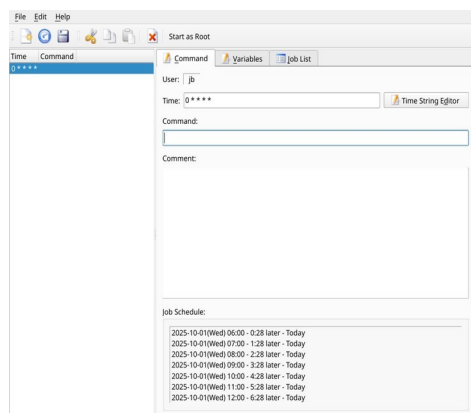 File Edit Help
Start as Root
Time Command
0 * * * *
Command Variables Job List
User: jb
Time: 0 * * * * Time String Editor
Command:
Comment:
Job Schedule:
2025-10-01(Wed) 06:00 - 0:28 later - Today
2025-10-01(Wed) 07:00 - 1:28 later - Today
2025-10-01(Wed) 08:00 - 2:28 later - Today
2025-10-01(Wed) 09:00 - 3:28 later - Today
2025-10-01(Wed) 10:00 - 4:28 later - Today
2025-10-01(Wed) 11:00 - 5:28 later - Today
2025-10-01(Wed) 12:00 - 6:28 later - Today